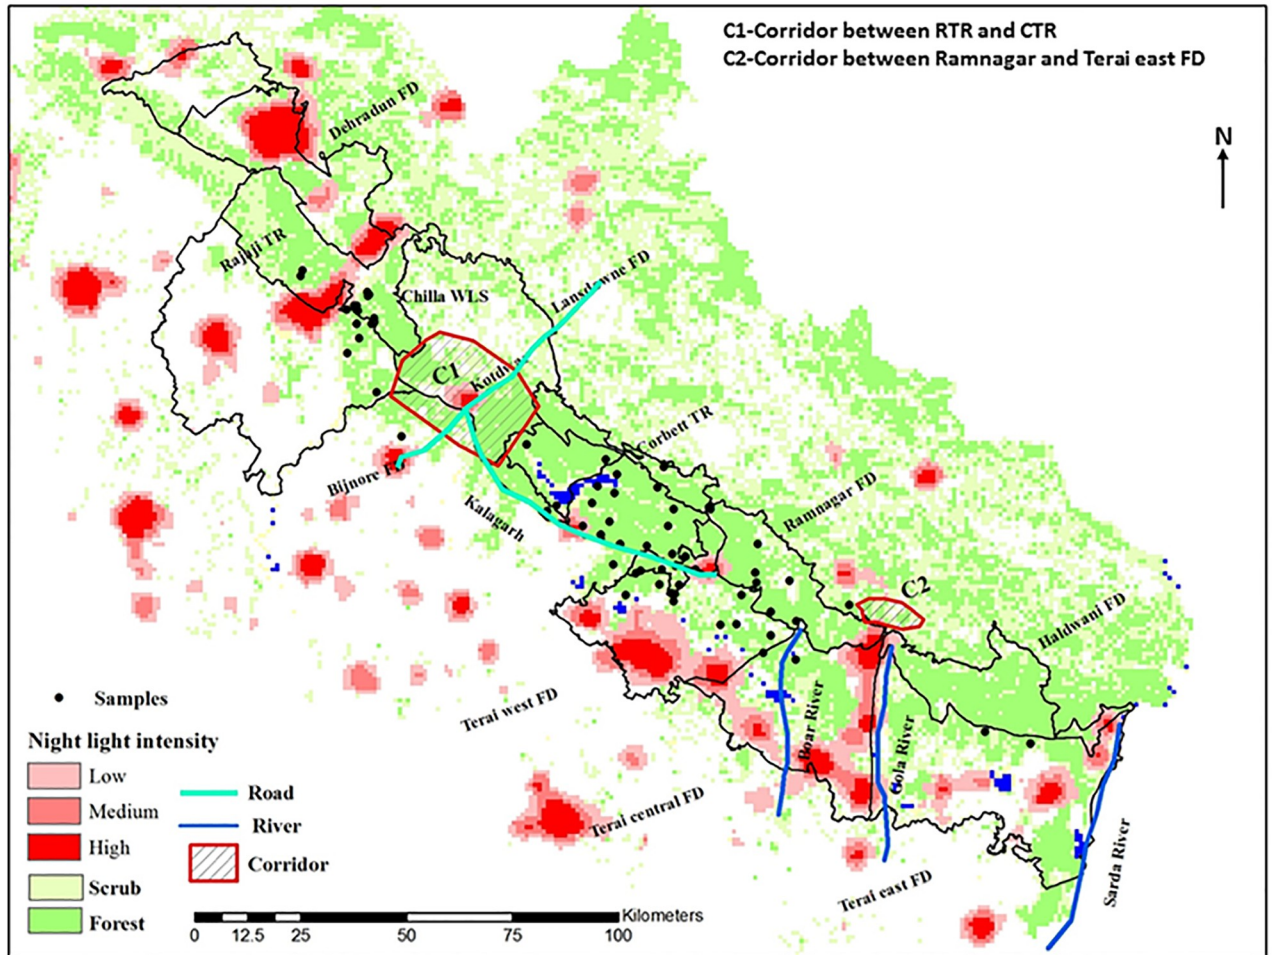 C1-Corridor between RTR and CTR
C2-Corridor between Ramnagar and Terai east FD
N
Dehradun FD
Rajaji TR
Chilla WLS
Lansdowne FD
C1
Corbett TR
Bijnore
Kalagarh
Ramnagar FD
C2
Haldwani FD
Terai west FD
Boar River
Gola River
Terai central FD
Terai east FD
Sarda River
Samples
Night light intensity
Low
Medium
High
Scrub
Forest
Road
River
Corridor
Kilometers
0 12.5 25 50 75 100